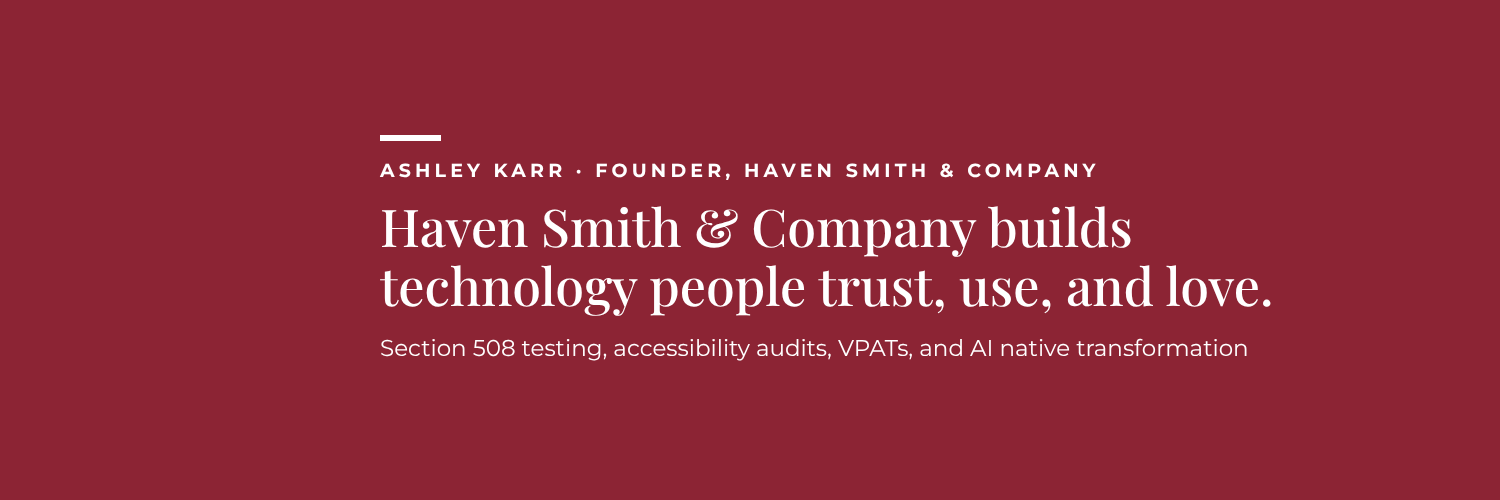 ASHLEY KARR · FOUNDER, HAVEN SMITH & COMPANY
Haven Smith & Company builds
technology people trust, use, and love.
Section 508 testing, accessibility audits, VPATs, and AI native transformation